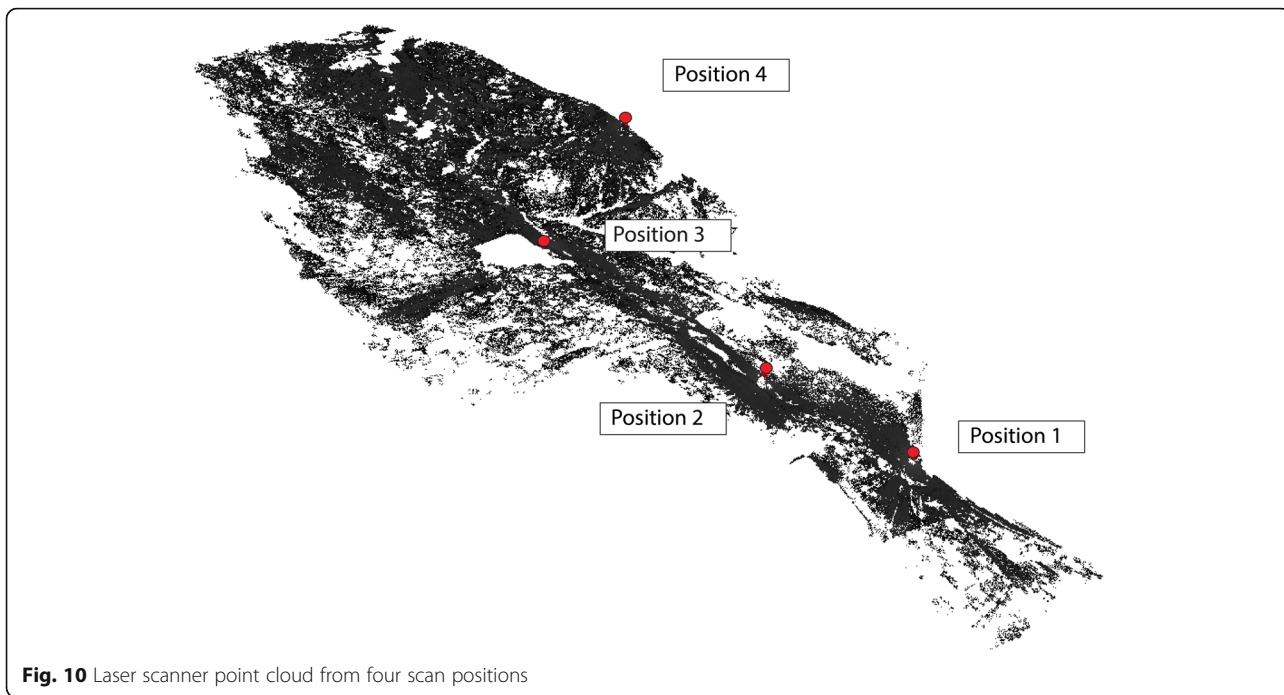 Position 4
Position 3
Position 2
Position 1
Fig. 10 Laser scanner point cloud from four scan positions